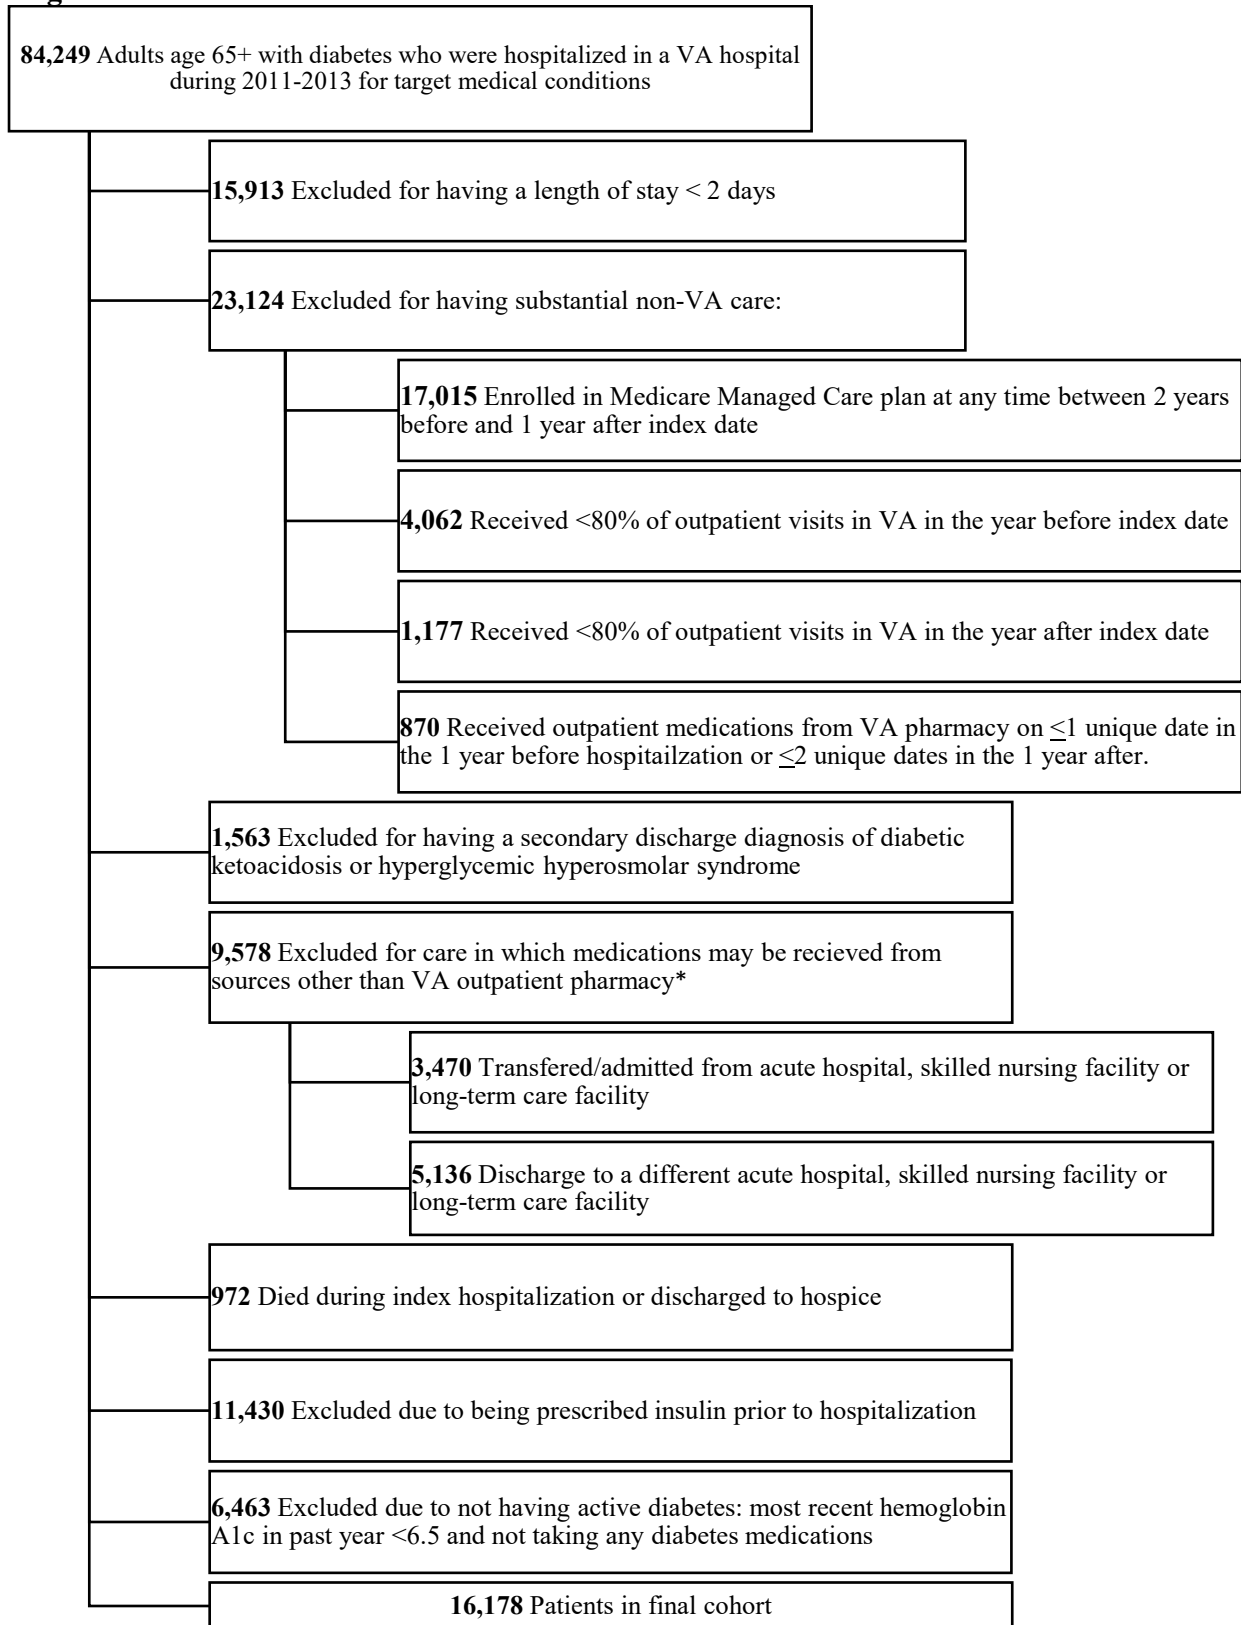 84,249 Adults age 65+ with diabetes who were hospitalized in a VA hospital
during 2011-2013 for target medical conditions
15,913 Excluded for having a length of stay < 2 days
23,124 Excluded for having substantial non-VA care:
17,015 Enrolled in Medicare Managed Care plan at any time between 2 years
before and 1 year after index date
4,062 Received <80% of outpatient visits in VA in the year before index date
1,177 Received <80% of outpatient visits in VA in the year after index date
870 Received outpatient medications from VA pharmacy on ≤1 unique date in
the 1 year before hospitailzation or ≤2 unique dates in the 1 year after.
1,563 Excluded for having a secondary discharge diagnosis of diabetic
ketoacidosis or hyperglycemic hyperosmolar syndrome
9,578 Excluded for care in which medications may be recieved from
sources other than VA outpatient pharmacy*
3,470 Transfered/admitted from acute hospital, skilled nursing facility or
long-term care facility
5,136 Discharge to a different acute hospital, skilled nursing facility or
long-term care facility
972 Died during index hospitalization or discharged to hospice
11,430 Excluded due to being prescribed insulin prior to hospitalization
6,463 Excluded due to not having active diabetes: most recent hemoglobin
A1c in past year <6.5 and not taking any diabetes medications
16,178 Patients in final cohort